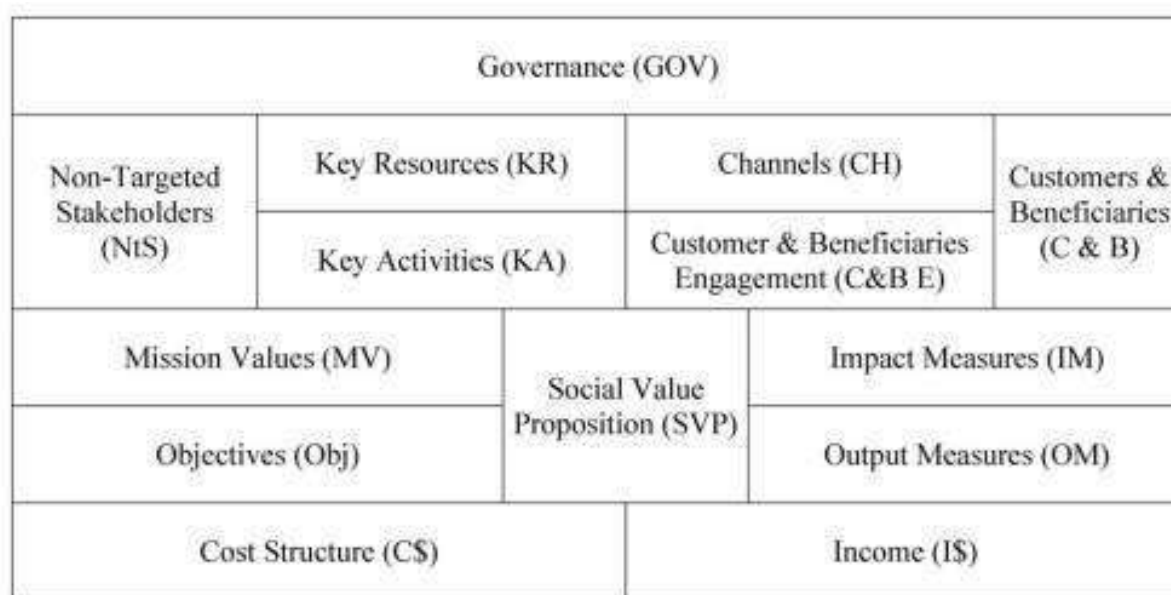 Governance (GOV)
Non-Targeted
Stakeholders
(NtS)
Key Resources (KR)
Key Activities (KA)
Channels (CH)
Customer & Beneficiaries
Engagement (C&B E)
Customers &
Beneficiaries
(C & B)
Mission Values (MV)
Objectives (Obj)
Social Value
Proposition (SVP)
Impact Measures (IM)
Output Measures (OM)
Cost Structure (C$)
Income (I$)